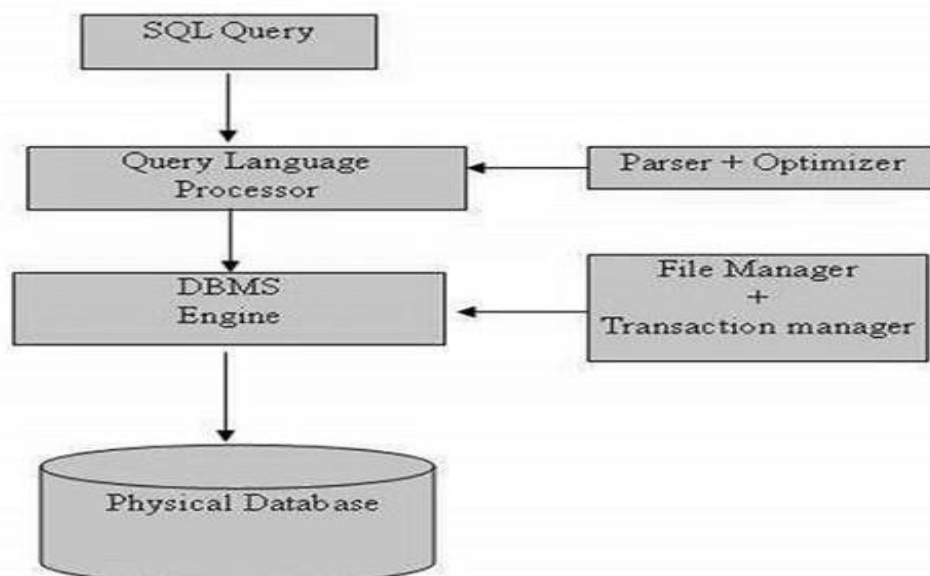 SQL Query
Query Language
Processor
Parser + Optimizer
DBMS
Engine
File Manager
+
Transaction manager
Physical Database